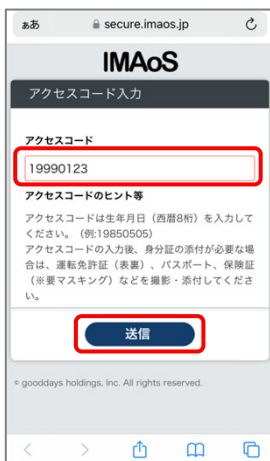 ぁあ secure.imaos.jp
IMAoS
アクセスコード入力
アクセスコード
19990123
アクセスコードのヒント等
アクセスコードは生年月日（西暦8桁）を入力して
ください。（例:19850505）
アクセスコードの入力後、身分証の添付が必要な場
合は、運転免許証（表裏）、パスポート、保険証
（※要マスキング）などを撮影・添付してくださ
い。
送信
© gooddays holdings, Inc. All rights reserved.